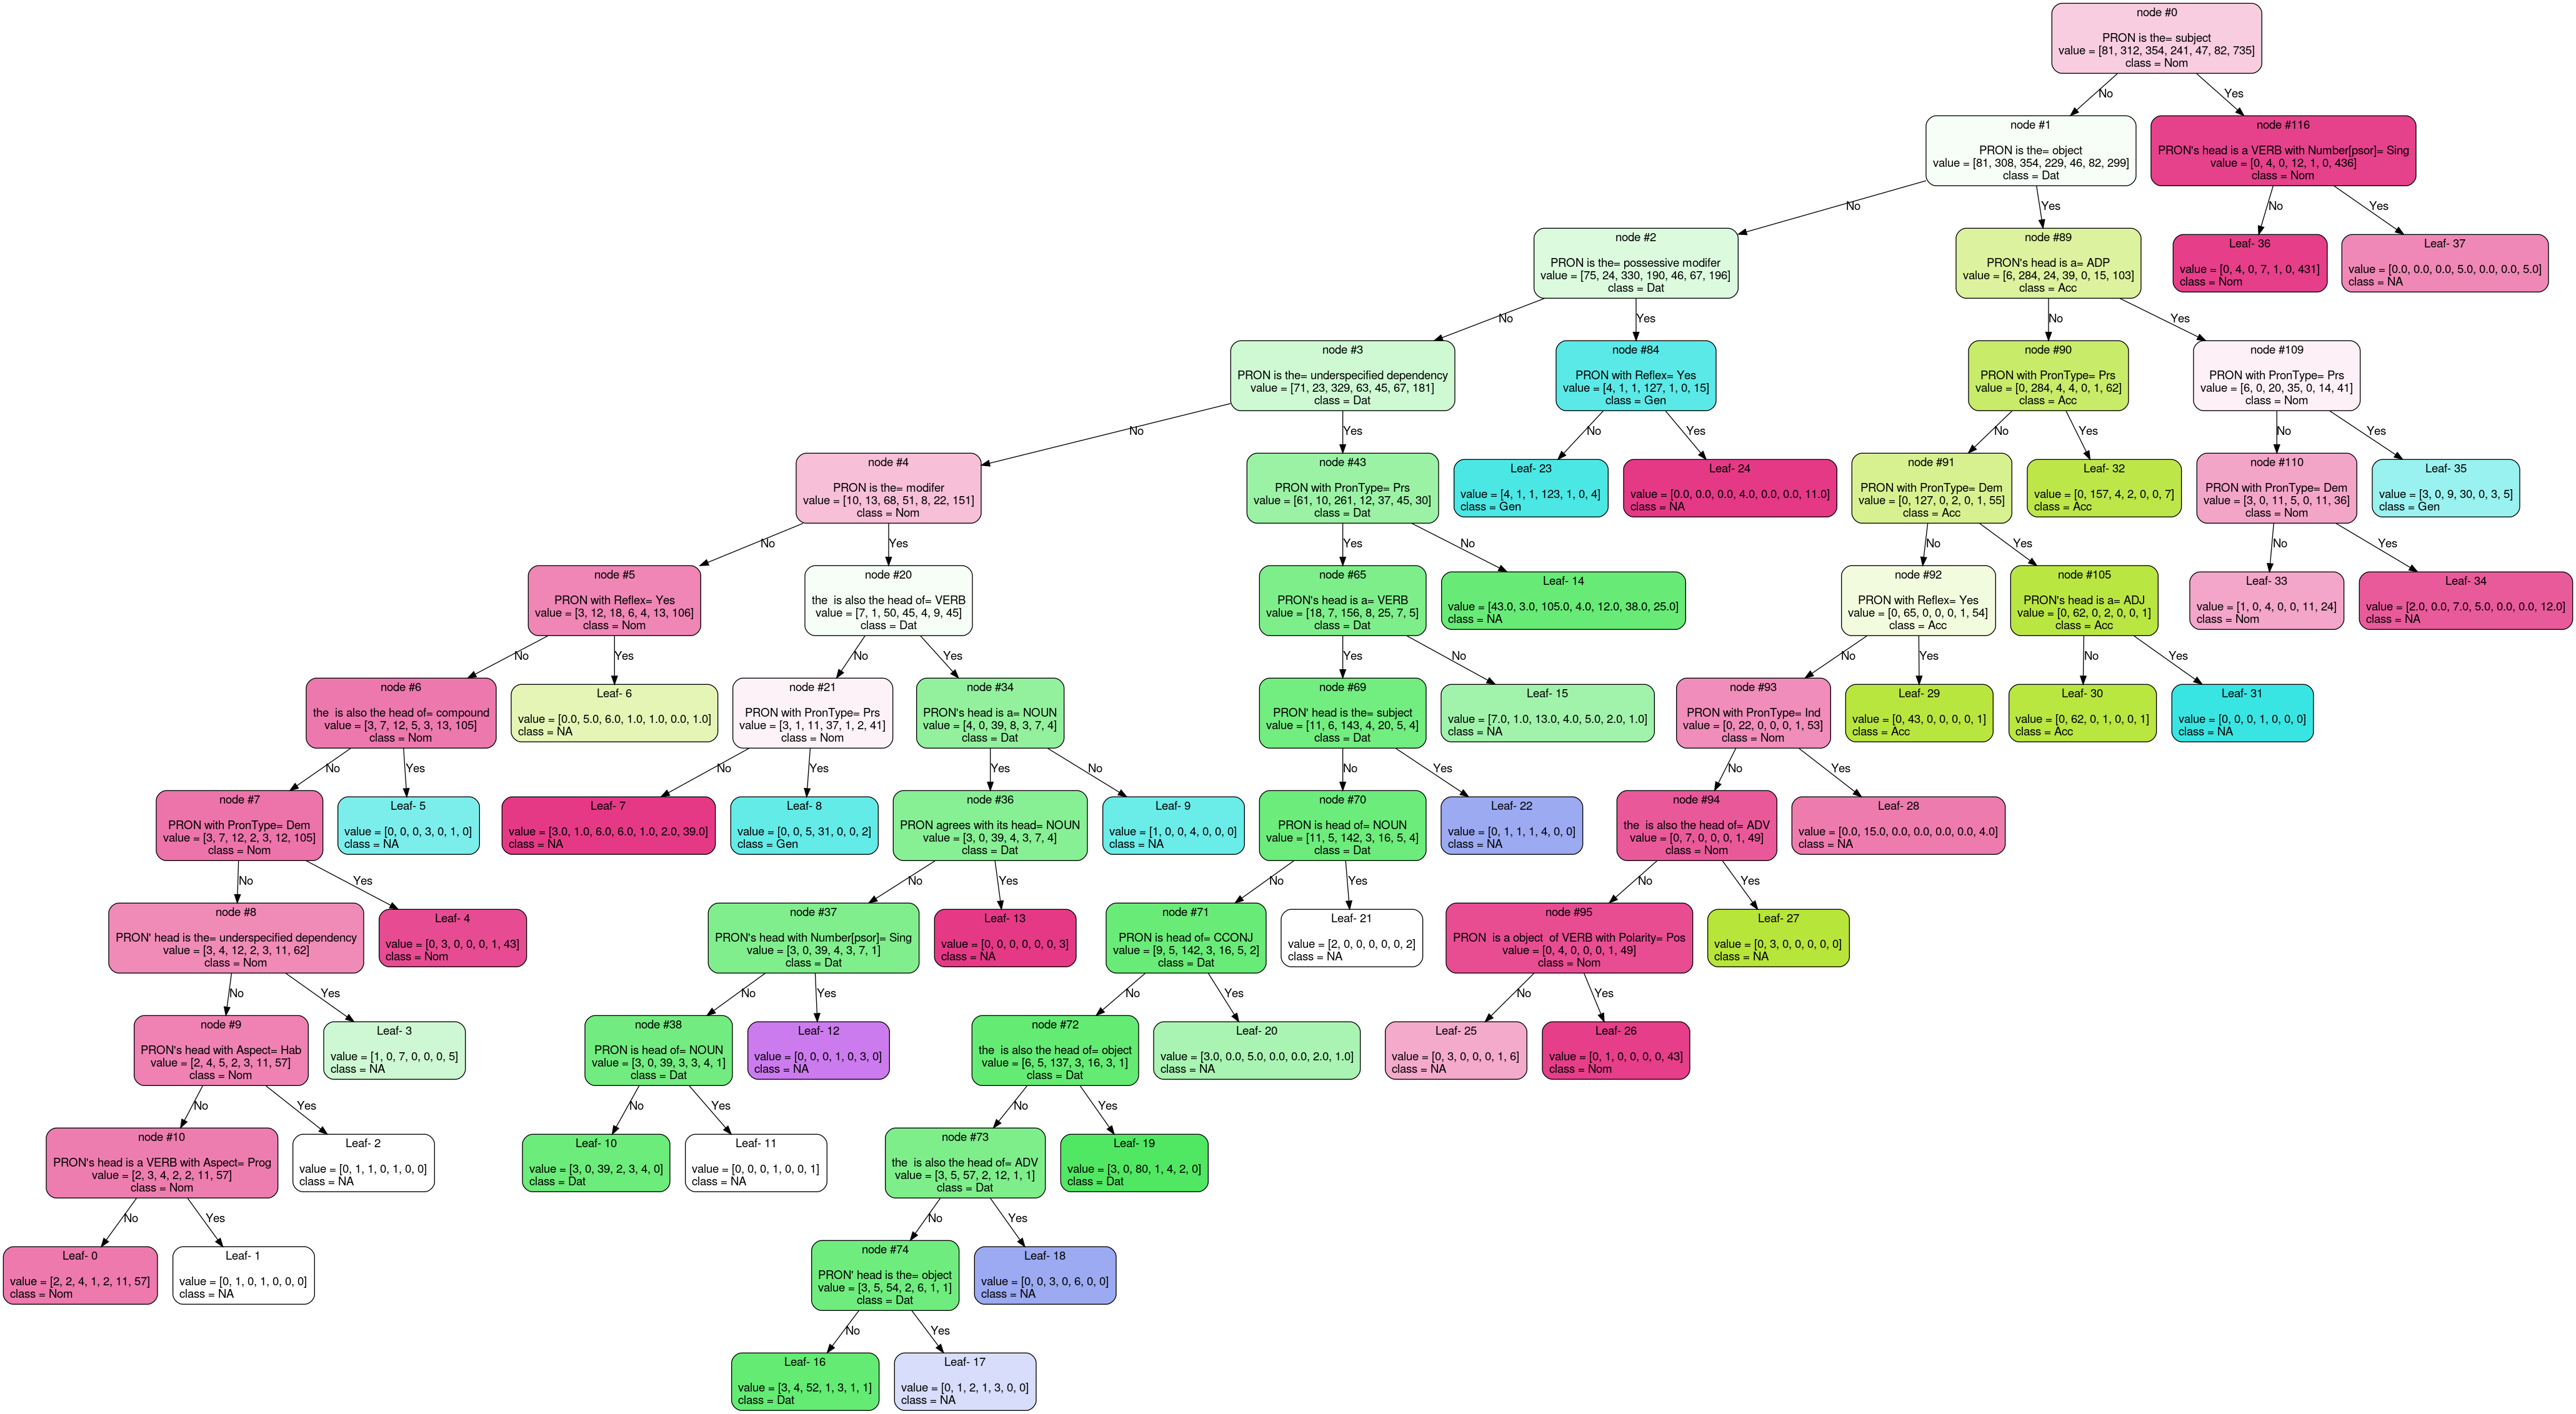 node #0
PRON is the= subject
value = [81, 312, 354, 241, 47, 82, 735]
class = Nom
No
Yes
node #1
PRON is the= object
value = [81, 308, 354, 229, 46, 82, 299]
class = Dat
node #116
PRON's head is a VERB with Number[psor]= Sing
value = [0, 4, 0, 12, 1, 0, 436]
class = Nom
No
Yes
No
Yes
node #2
PRON is the= possessive modifer
value = [75, 24, 330, 190, 46, 67, 196]
class = Dat
node #89
PRON's head is a= ADP
value = [6, 284, 24, 39, 0, 15, 103]
class = Acc
Leaf- 36
value = [0, 4, 0, 7, 1, 0, 431]
class = Nom
Leaf- 37
value = [0.0, 0.0, 0.0, 5.0, 0.0, 0.0, 5.0]
class = NA
No
Yes
No
Yes
node #3
PRON is the= underspecified dependency
value = [71, 23, 329, 63, 45, 67, 181]
class = Dat
node #84
PRON with Reflex= Yes
value = [4, 1, 1, 127, 1, 0, 15]
class = Gen
node #90
PRON with PronType= Prs
value = [0, 284, 4, 4, 0, 1, 62]
class = Acc
node #109
PRON with PronType= Prs
value = [6, 0, 20, 35, 0, 14, 41]
class = Nom
No
Yes
No
Yes
No
Yes
No
Yes
node #4
PRON is the= modifer
value = [10, 13, 68, 51, 8, 22, 151]
class = Nom
node #43
PRON with PronType= Prs
value = [61, 10, 261, 12, 37, 45, 30]
class = Dat
Leaf- 23
value = [4, 1, 1, 123, 1, 0, 4]
class = Gen
Leaf- 24
value = [0.0, 0.0, 0.0, 4.0, 0.0, 0.0, 11.0]
class = NA
node #91
PRON with PronType= Dem
value = [0, 127, 0, 2, 0, 1, 55]
class = Acc
Leaf- 32
value = [0, 157, 4, 2, 0, 0, 7]
class = Acc
node #110
PRON with PronType= Dem
value = [3, 0, 11, 5, 0, 11, 36]
class = Nom
Leaf- 35
value = [3, 0, 9, 30, 0, 3, 5]
class = Gen
No
Yes
Yes
No
No
Yes
No
Yes
node #5
PRON with Reflex= Yes
value = [3, 12, 18, 6, 4, 13, 106]
class = Nom
node #20
the  is also the head of= VERB
value = [7, 1, 50, 45, 4, 9, 45]
class = Dat
node #65
PRON's head is a= VERB
value = [18, 7, 156, 8, 25, 7, 5]
class = Dat
Leaf- 14
value = [43.0, 3.0, 105.0, 4.0, 12.0, 38.0, 25.0]
class = NA
node #92
PRON with Reflex= Yes
value = [0, 65, 0, 0, 0, 1, 54]
class = Acc
node #105
PRON's head is a= ADJ
value = [0, 62, 0, 2, 0, 0, 1]
class = Acc
Leaf- 33
value = [1, 0, 4, 0, 0, 11, 24]
class = Nom
Leaf- 34
value = [2.0, 0.0, 7.0, 5.0, 0.0, 0.0, 12.0]
class = NA
No
Yes
No
Yes
Yes
No
No
Yes
No
Yes
node #6
the  is also the head of= compound
value = [3, 7, 12, 5, 3, 13, 105]
class = Nom
Leaf- 6
value = [0.0, 5.0, 6.0, 1.0, 1.0, 0.0, 1.0]
class = NA
node #21
PRON with PronType= Prs
value = [3, 1, 11, 37, 1, 2, 41]
class = Nom
node #34
PRON's head is a= NOUN
value = [4, 0, 39, 8, 3, 7, 4]
class = Dat
node #69
PRON' head is the= subject
value = [11, 6, 143, 4, 20, 5, 4]
class = Dat
Leaf- 15
value = [7.0, 1.0, 13.0, 4.0, 5.0, 2.0, 1.0]
class = NA
node #93
PRON with PronType= Ind
value = [0, 22, 0, 0, 0, 1, 53]
class = Nom
Leaf- 29
value = [0, 43, 0, 0, 0, 0, 1]
class = Acc
Leaf- 30
value = [0, 62, 0, 1, 0, 0, 1]
class = Acc
Leaf- 31
value = [0, 0, 0, 1, 0, 0, 0]
class = NA
No
Yes
No
Yes
Yes
No
No
Yes
No
Yes
node #7
PRON with PronType= Dem
value = [3, 7, 12, 2, 3, 12, 105]
class = Nom
Leaf- 5
value = [0, 0, 0, 3, 0, 1, 0]
class = NA
Leaf- 7
value = [3.0, 1.0, 6.0, 6.0, 1.0, 2.0, 39.0]
class = NA
Leaf- 8
value = [0, 0, 5, 31, 0, 0, 2]
class = Gen
node #36
PRON agrees with its head= NOUN
value = [3, 0, 39, 4, 3, 7, 4]
class = Dat
Leaf- 9
value = [1, 0, 0, 4, 0, 0, 0]
class = NA
node #70
PRON is head of= NOUN
value = [11, 5, 142, 3, 16, 5, 4]
class = Dat
Leaf- 22
value = [0, 1, 1, 1, 4, 0, 0]
class = NA
node #94
the  is also the head of= ADV
value = [0, 7, 0, 0, 0, 1, 49]
class = Nom
Leaf- 28
value = [0.0, 15.0, 0.0, 0.0, 0.0, 0.0, 4.0]
class = NA
No
Yes
No
Yes
No
Yes
No
Yes
node #8
PRON' head is the= underspecified dependency
value = [3, 4, 12, 2, 3, 11, 62]
class = Nom
Leaf- 4
value = [0, 3, 0, 0, 0, 1, 43]
class = Nom
node #37
PRON's head with Number[psor]= Sing
value = [3, 0, 39, 4, 3, 7, 1]
class = Dat
Leaf- 13
value = [0, 0, 0, 0, 0, 0, 3]
class = NA
node #71
PRON is head of= CCONJ
value = [9, 5, 142, 3, 16, 5, 2]
class = Dat
Leaf- 21
value = [2, 0, 0, 0, 0, 0, 2]
class = NA
node #95
PRON  is a object  of VERB with Polarity= Pos
value = [0, 4, 0, 0, 0, 1, 49]
class = Nom
Leaf- 27
value = [0, 3, 0, 0, 0, 0, 0]
class = NA
No
Yes
No
Yes
No
Yes
No
Yes
node #9
PRON's head with Aspect= Hab
value = [2, 4, 5, 2, 3, 11, 57]
class = Nom
Leaf- 3
value = [1, 0, 7, 0, 0, 0, 5]
class = NA
node #38
PRON is head of= NOUN
value = [3, 0, 39, 3, 3, 4, 1]
class = Dat
Leaf- 12
value = [0, 0, 0, 1, 0, 3, 0]
class = NA
node #72
the  is also the head of= object
value = [6, 5, 137, 3, 16, 3, 1]
class = Dat
Leaf- 20
value = [3.0, 0.0, 5.0, 0.0, 0.0, 2.0, 1.0]
class = NA
Leaf- 25
value = [0, 3, 0, 0, 0, 1, 6]
class = NA
Leaf- 26
value = [0, 1, 0, 0, 0, 0, 43]
class = Nom
No
Yes
No
Yes
No
Yes
node #10
PRON's head is a VERB with Aspect= Prog
value = [2, 3, 4, 2, 2, 11, 57]
class = Nom
Leaf- 2
value = [0, 1, 1, 0, 1, 0, 0]
class = NA
Leaf- 10
value = [3, 0, 39, 2, 3, 4, 0]
class = Dat
Leaf- 11
value = [0, 0, 0, 1, 0, 0, 1]
class = NA
node #73
the  is also the head of= ADV
value = [3, 5, 57, 2, 12, 1, 1]
class = Dat
Leaf- 19
value = [3, 0, 80, 1, 4, 2, 0]
class = Dat
No
Yes
No
Yes
Leaf- 0
value = [2, 2, 4, 1, 2, 11, 57]
class = Nom
Leaf- 1
value = [0, 1, 0, 1, 0, 0, 0]
class = NA
node #74
PRON' head is the= object
value = [3, 5, 54, 2, 6, 1, 1]
class = Dat
Leaf- 18
value = [0, 0, 3, 0, 6, 0, 0]
class = NA
No
Yes
Leaf- 16
value = [3, 4, 52, 1, 3, 1, 1]
class = Dat
Leaf- 17
value = [0, 1, 2, 1, 3, 0, 0]
class = NA